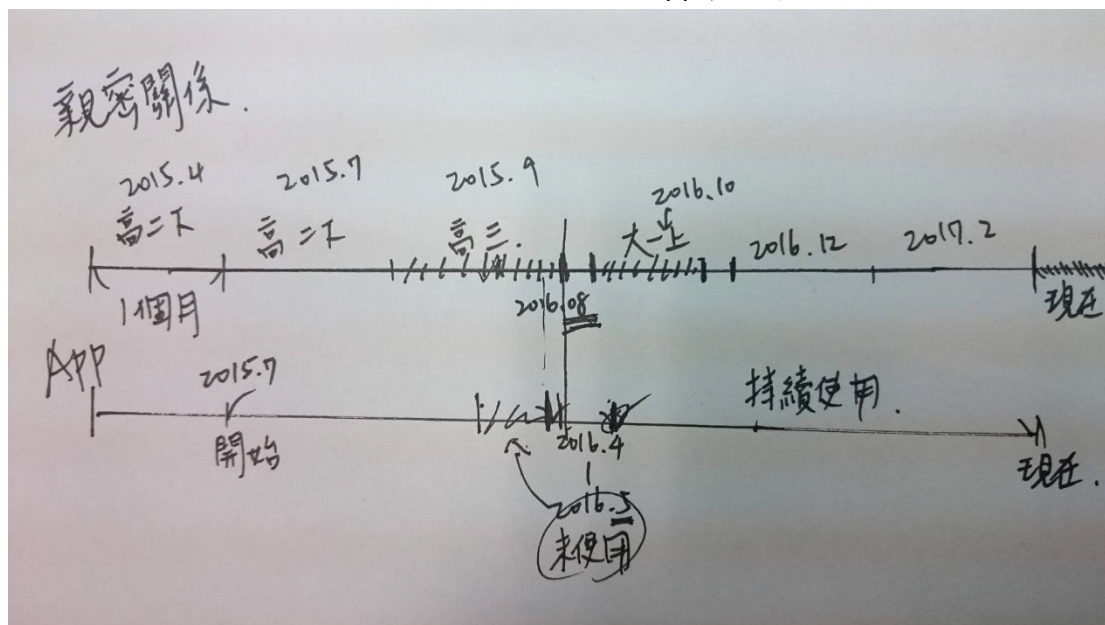 親密關係.
2015.4
2015.7
2015.9
2016.10
高二下
高二下
高三.
大一上
2016.12
2017.2
1個月
2016.08
現在
APP
2015.7
開始
持續使用.
2016.4
|
2016.5
未使用
現在.